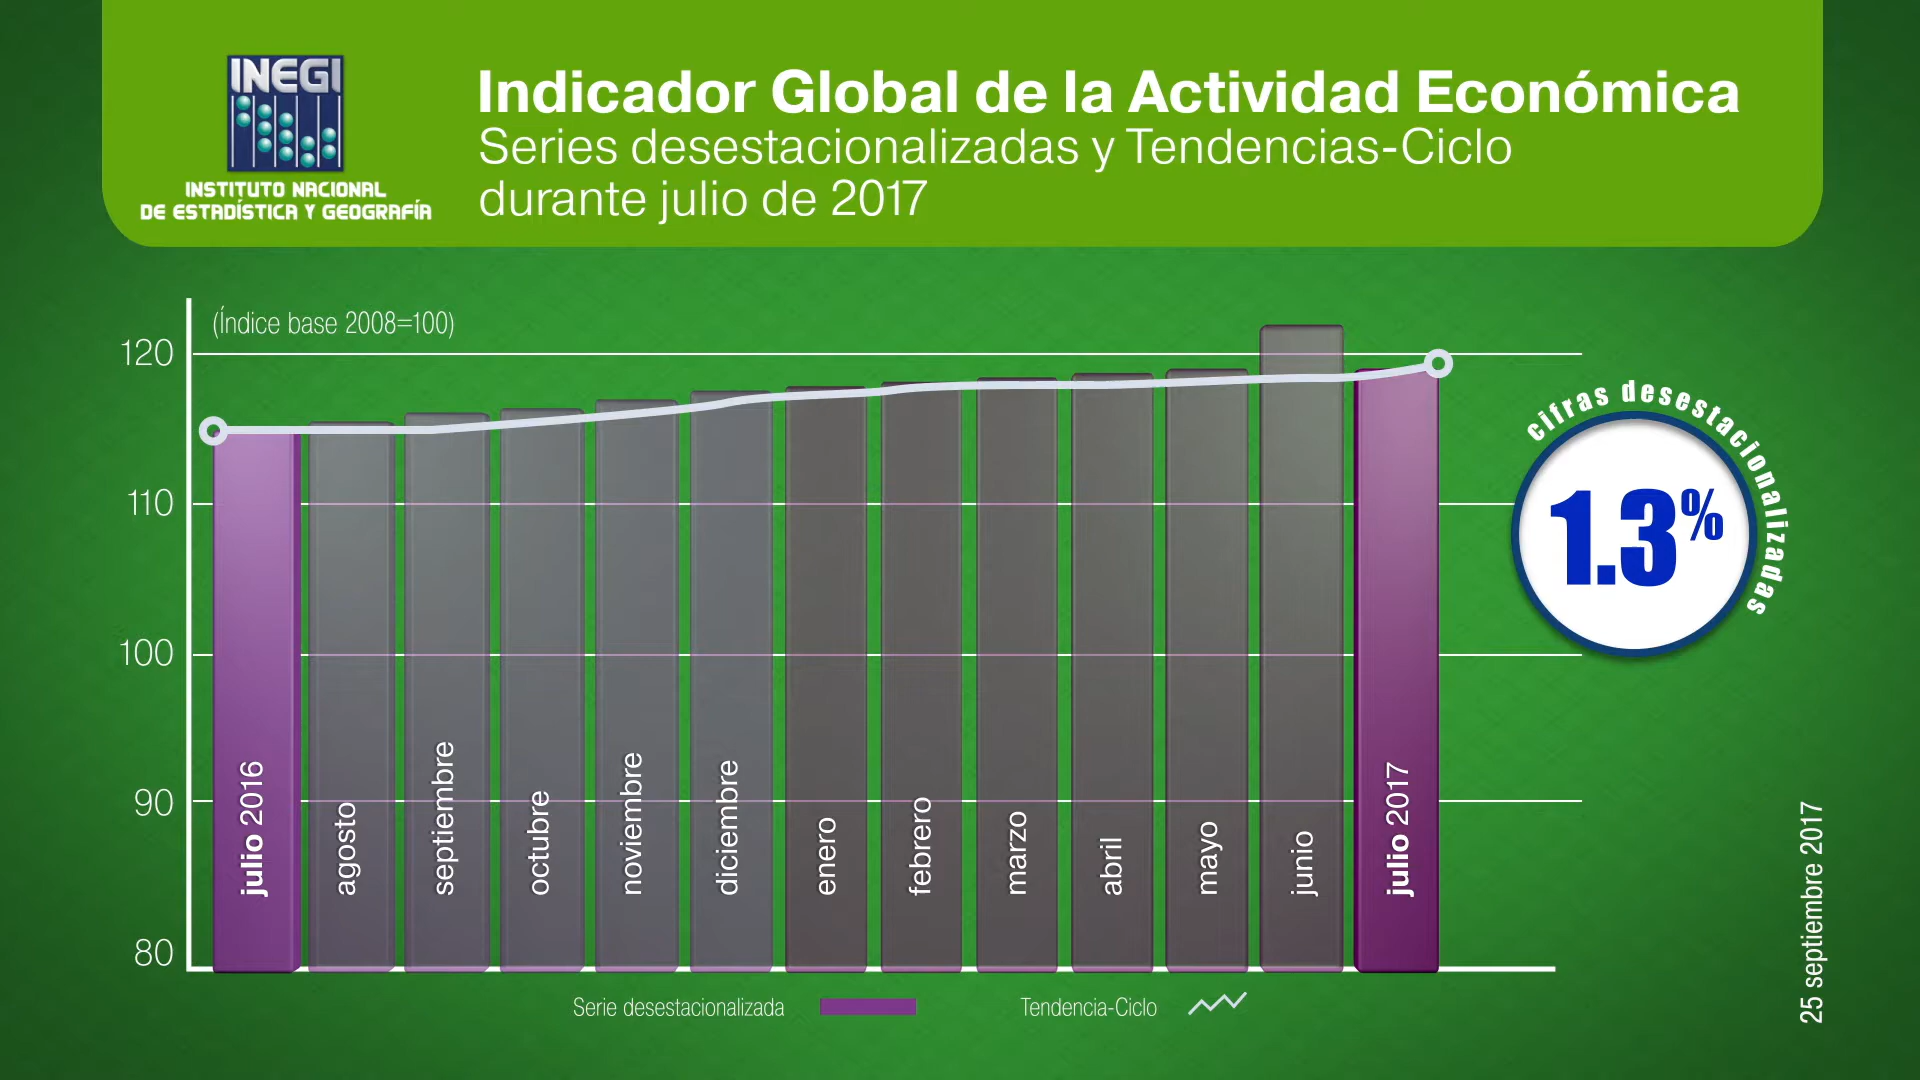 INEGI
INSTITUTO NACIONAL
DE ESTADÍSTICA Y GEOGRAFÍA
Indicador Global de la Actividad Económica
Series desestacionalizadas y Tendencias-Ciclo
durante julio de 2017
(Índice base 2008=100)
120
110
100
90
80
julio 2016
agosto
septiembre
octubre
noviembre
diciembre
enero
febrero
marzo
abril
mayo
junio
julio 2017
cifras desestacionalizadas
1.3%
Serie desestacionalizada
Tendencia-Ciclo
25 septiembre 2017